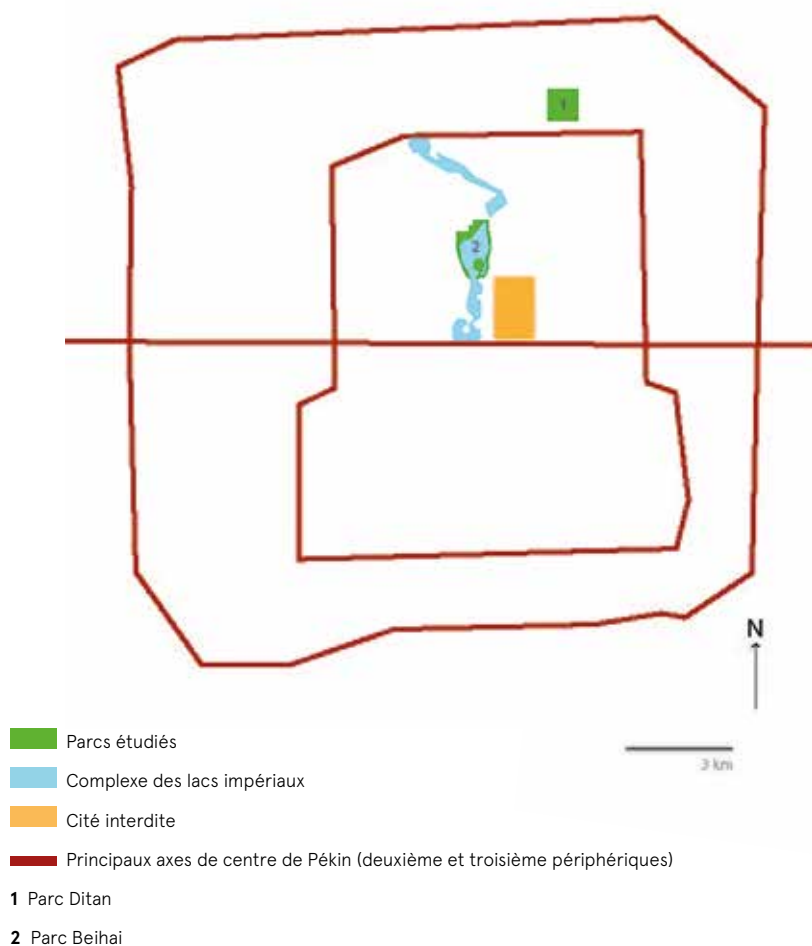 1
2
N
3 km
Parcs étudiés
Complexe des lacs impériaux
Cité interdite
Principaux axes de centre de Pékin (deuxième et troisième périphériques)
1 Parc Ditan
2 Parc Beihai